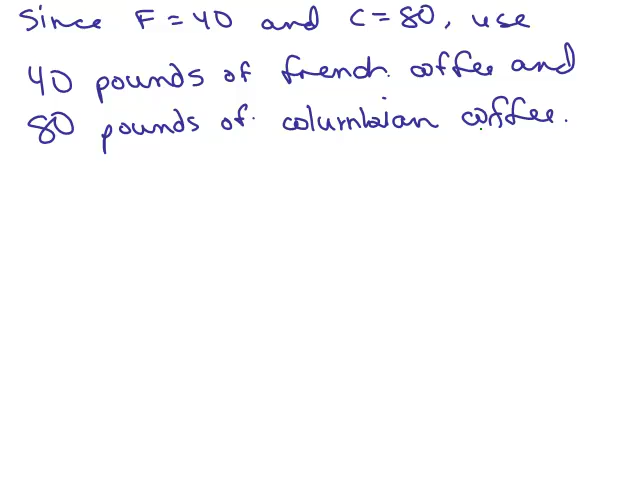 Since F = 40 and C = 80, use
40 pounds of french coffee and
80 pounds of columbian coffee.